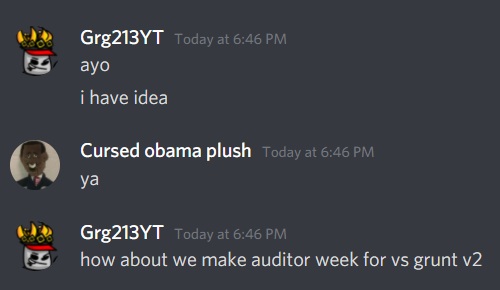 Grg213YT Today at 6:46 PM
ayo
i have idea
Cursed obama plush Today at 6:46 PM
ya
Grg213YT Today at 6:46 PM
how about we make auditor week for vs grunt v2